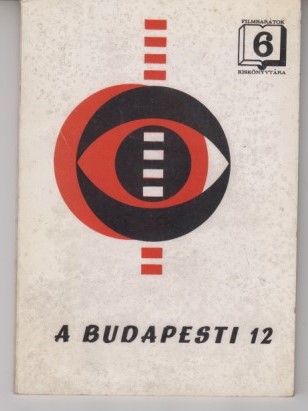 FILMBARÁTOK
6
KISKÖNYVTÁRA
A BUDAPESTI 12